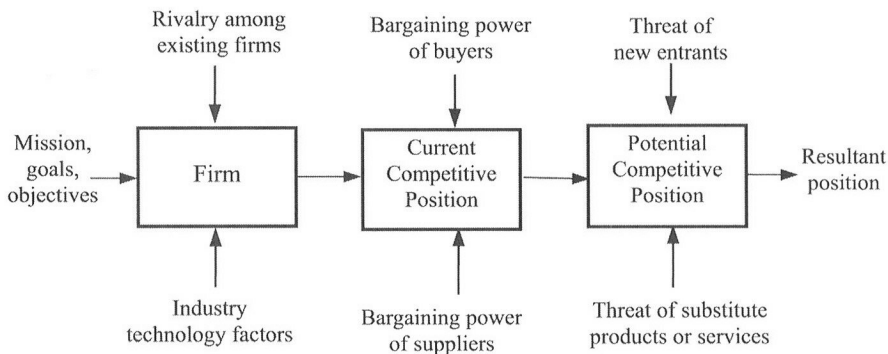 Rivalry among
existing firms
Bargaining power
of buyers
Threat of
new entrants
Mission,
goals,
objectives
Firm
Current
Competitive
Position
Potential
Competitive
Position
Resultant
position
Industry
technology factors
Bargaining power
of suppliers
Threat of substitute
products or services